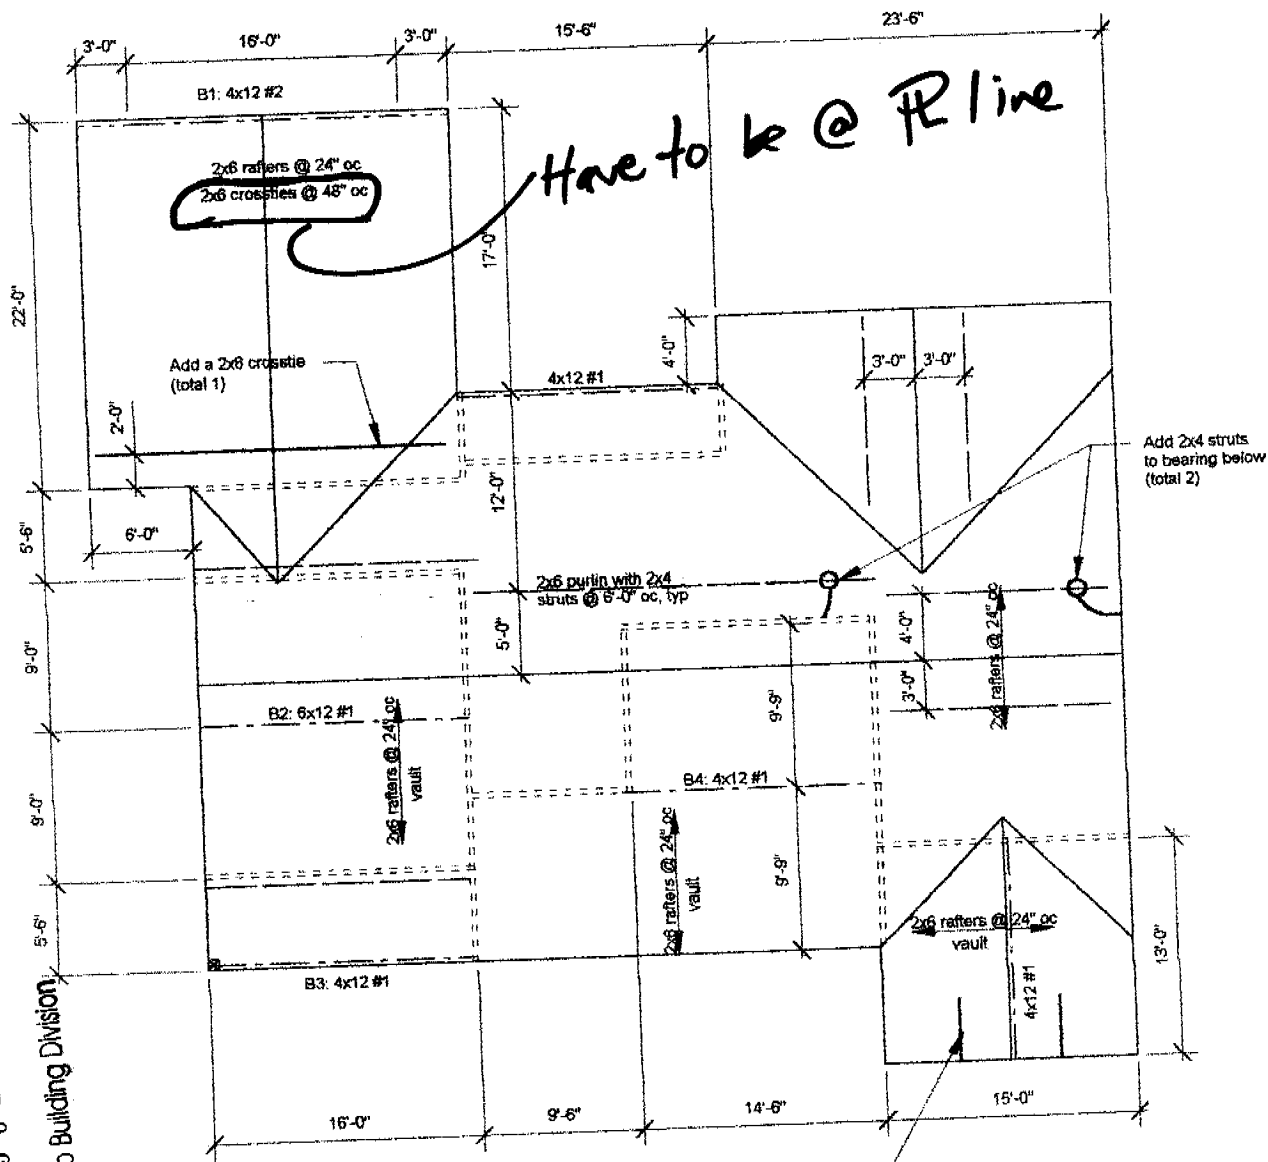 3'-0"
16'-0"
3'-0"
15'-6"
23'-6"
B1: 4x12 #2
Have to be @ PL line
2x6 rafters @ 24" oc
2x6 crossties @ 48" oc
17'-0"
22'-0"
Add a 2x6 crosstie
(total 1)
4x12 #1
4'-0"
3'-0"
3'-0"
2'-0"
Add 2x4 struts
to bearing below
(total 2)
12'-0"
5'-6"
6'-0"
2x6 purlin with 2x4
struts @ 6'-0" oc, typ
9'-0"
5'-0"
4'-0"
2x6 rafters @ 24" oc
3'-0"
B2: 6x12 #1
2x6 rafters @ 24" oc
vault
9'-9"
B4: 4x12 #1
9'-0"
2x6 rafters @ 24" oc
vault
9'-9"
2x6 rafters @ 24" oc
vault
13'-0"
5'-6"
B3: 4x12 #1
4x12 #1
Building Division
16'-0"
9'-6"
14'-6"
15'-0"